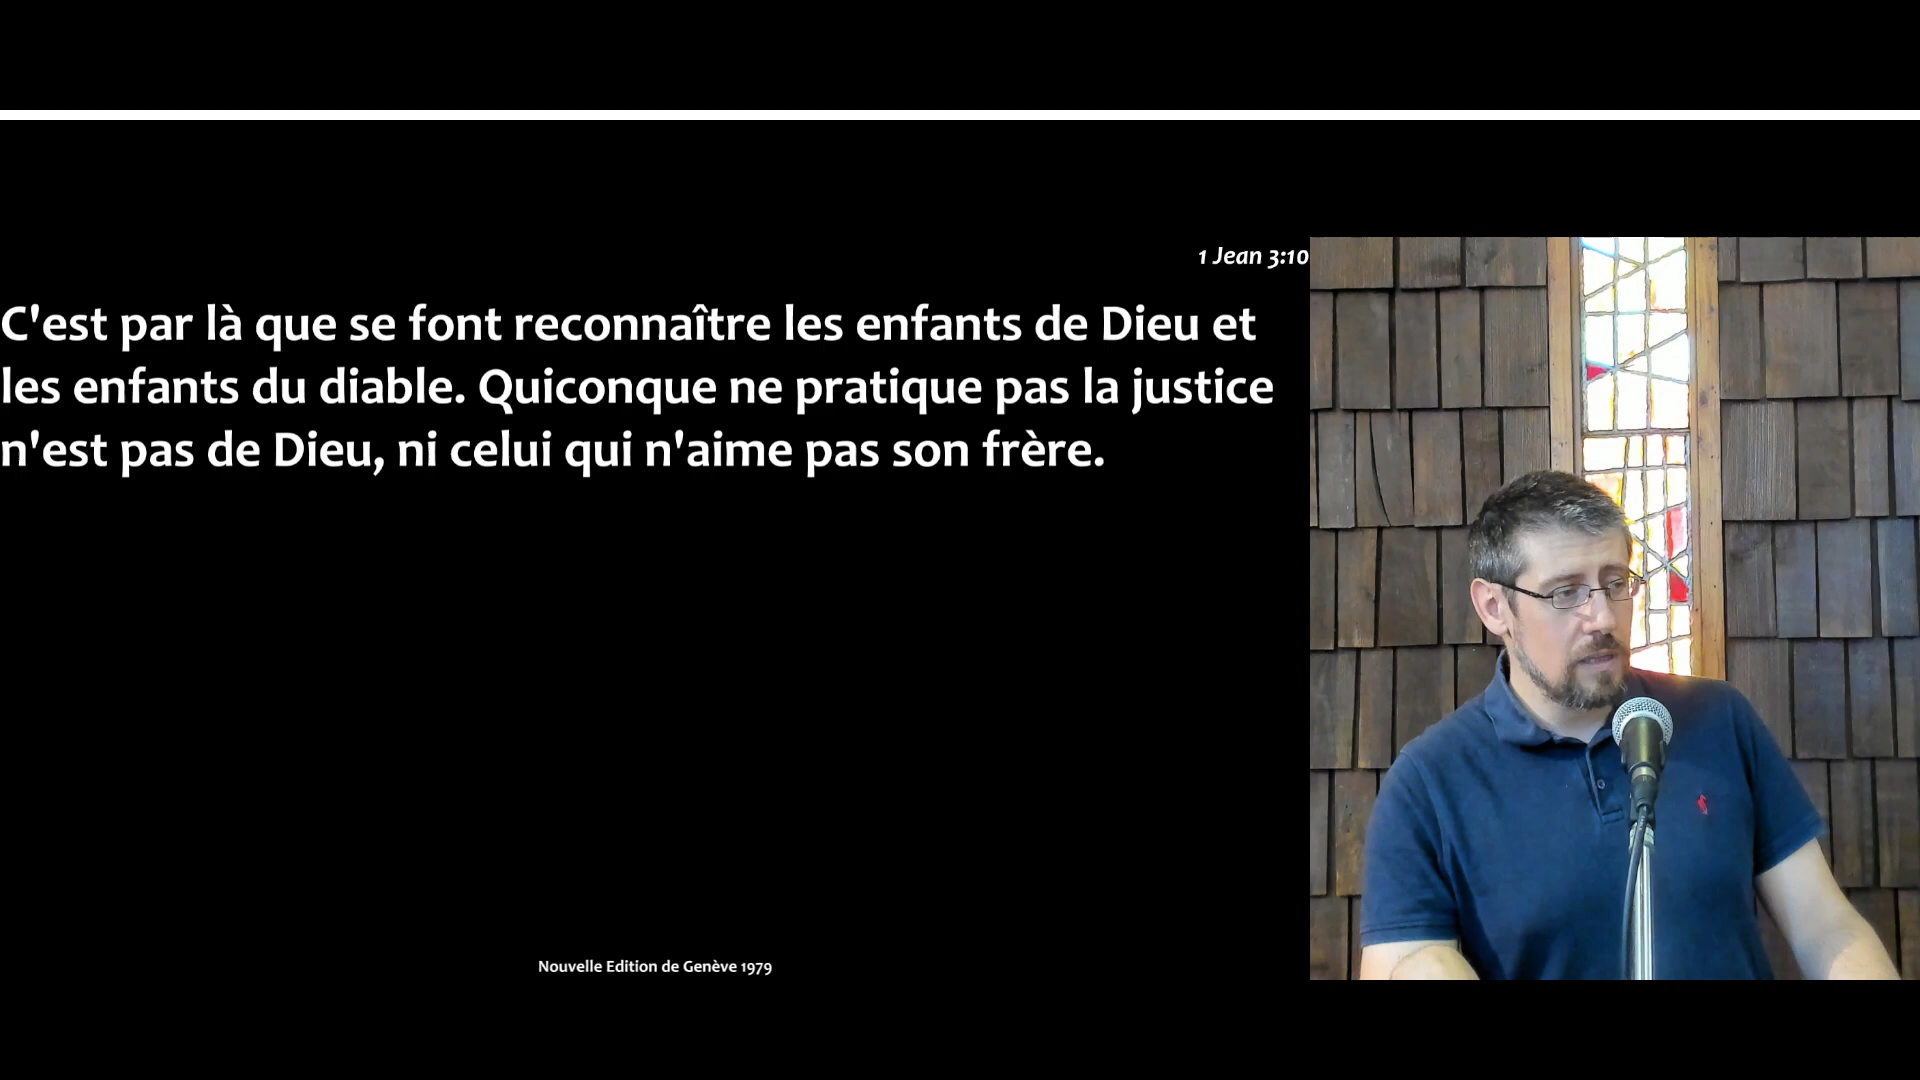 1 Jean 3:10
C'est par là que se font reconnaître les enfants de Dieu et
les enfants du diable. Quiconque ne pratique pas la justice
n'est pas de Dieu, ni celui qui n'aime pas son frère.
Nouvelle Edition de Genève 1979